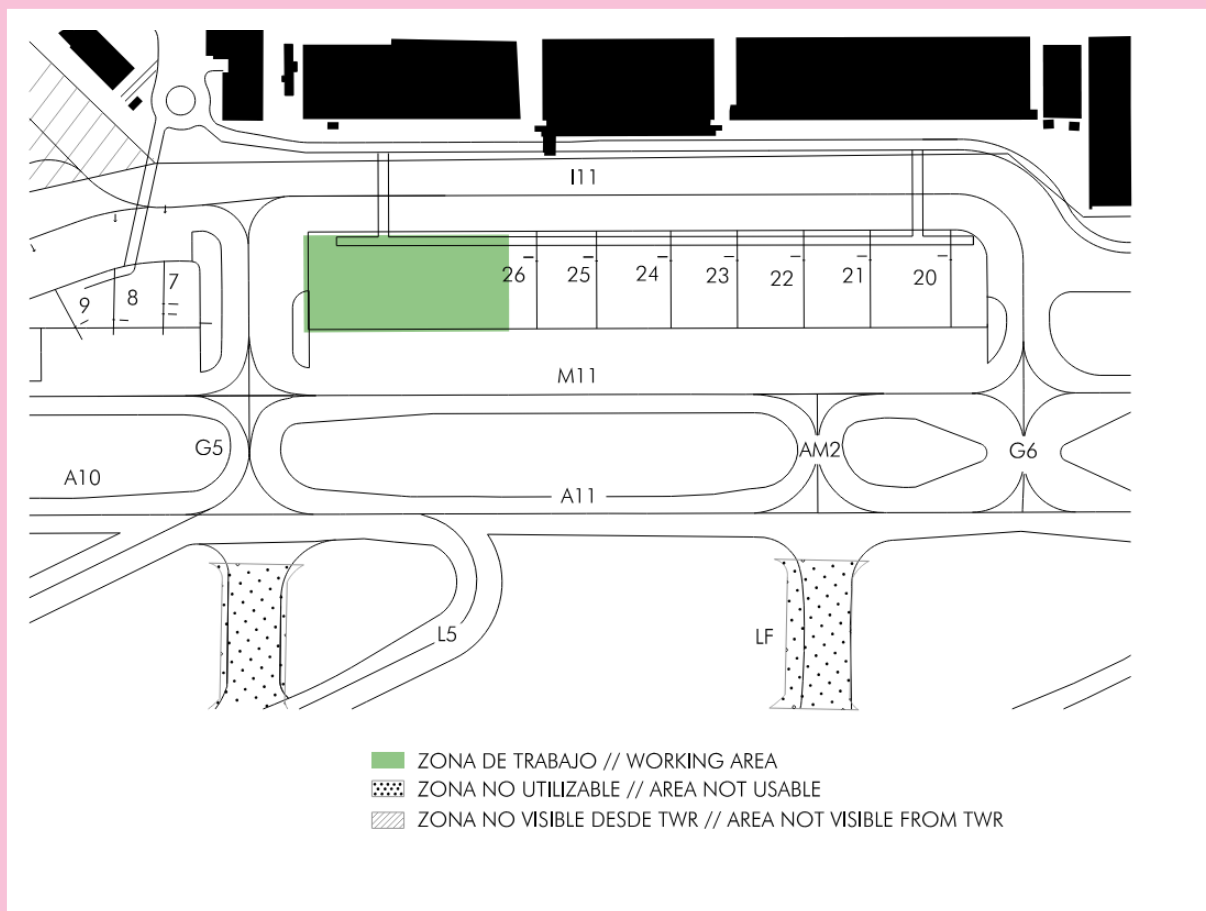 I11
26 25 24 23 22 21 20
9 8 7
M11
G5 AM2 G6
A10 A11
L5 LF
ZONA DE TRABAJO // WORKING AREA
ZONA NO UTILIZABLE // AREA NOT USABLE
ZONA NO VISIBLE DESDE TWR // AREA NOT VISIBLE FROM TWR